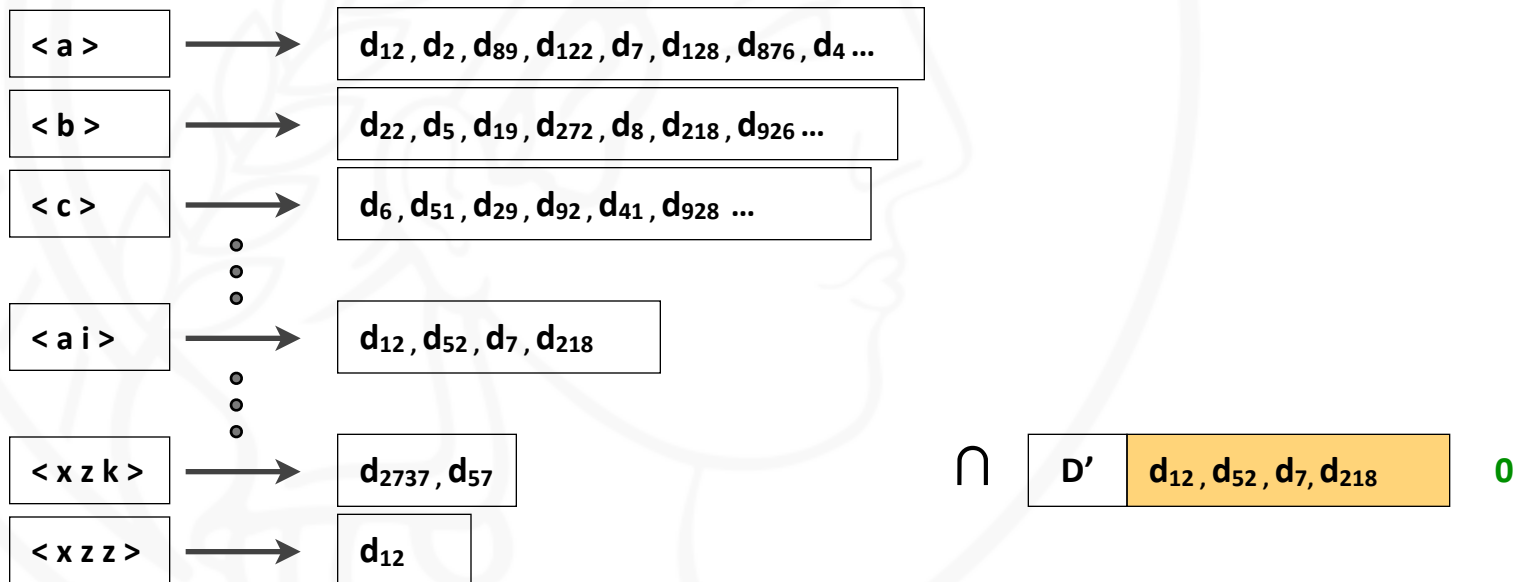 < a > d₁₂ , d₂ , d₈₉ , d₁₂₂ , d₇ , d₁₂₈ , d₈₇₆ , d₄ ...
< b > d₂₂ , d₅ , d₁₉ , d₂₇₂ , d₈ , d₂₁₈ , d₉₂₆ ...
< c > d₆ , d₅₁ , d₂₉ , d₉₂ , d₄₁ , d₉₂₈ ...
< a i > d₁₂ , d₅₂ , d₇ , d₂₁₈
< x z k > d₂₇₃₇ , d₅₇ ∩ D’ d₁₂ , d₅₂ , d₇, d₂₁₈ 0
< x z z > d₁₂